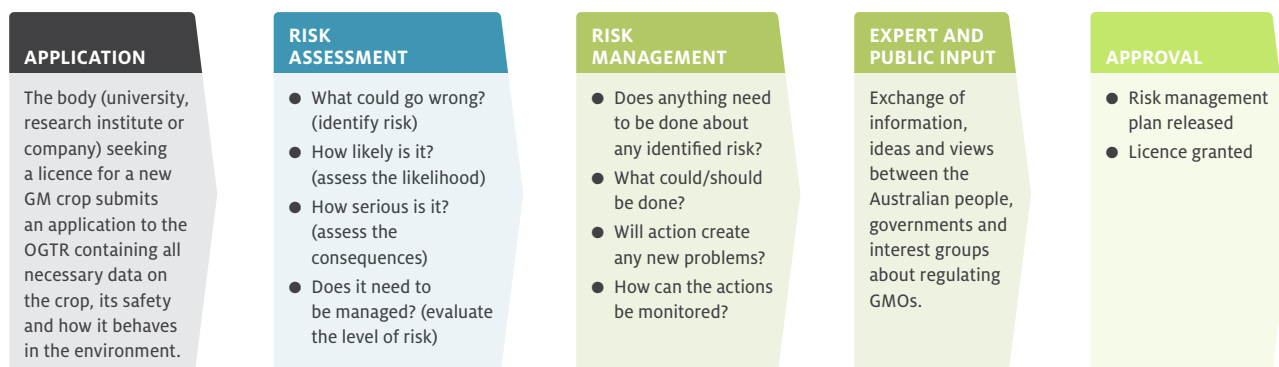 APPLICATION
The body (university,
research institute or
company) seeking
a licence for a new
GM crop submits
an application to the
OGTR containing all
necessary data on
the crop, its safety
and how it behaves
in the environment.
RISK
ASSESSMENT
● What could go wrong?
(identify risk)
● How likely is it?
(assess the likelihood)
● How serious is it?
(assess the
consequences)
● Does it need to
be managed? (evaluate
the level of risk)
RISK
MANAGEMENT
● Does anything need
to be done about
any identified risk?
● What could/should
be done?
● Will action create
any new problems?
● How can the actions
be monitored?
EXPERT AND
PUBLIC INPUT
Exchange of
information,
ideas and views
between the
Australian people,
governments and
interest groups
about regulating
GMOs.
APPROVAL
● Risk management
plan released
● Licence granted